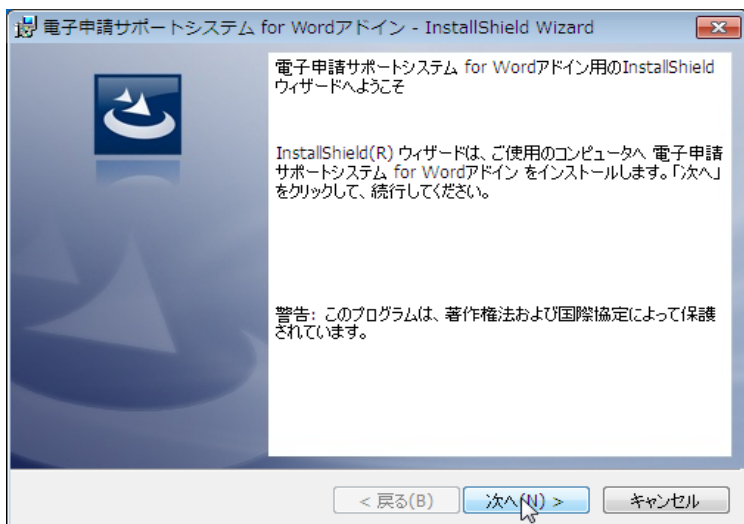 電子申請サポートシステム for Wordアドイン - InstallShield Wizard
電子申請サポートシステム for Wordアドイン用のInstallShield
ウィザードへようこそ
InstallShield(R) ウィザードは、ご使用のコンピュータへ 電子申請
サポートシステム for Wordアドイン をインストールします。「次へ」
をクリックして、続行してください。
警告: このプログラムは、著作権法および国際協定によって保護
されています。
< 戻る(B)
次へ(N) >
キャンセル